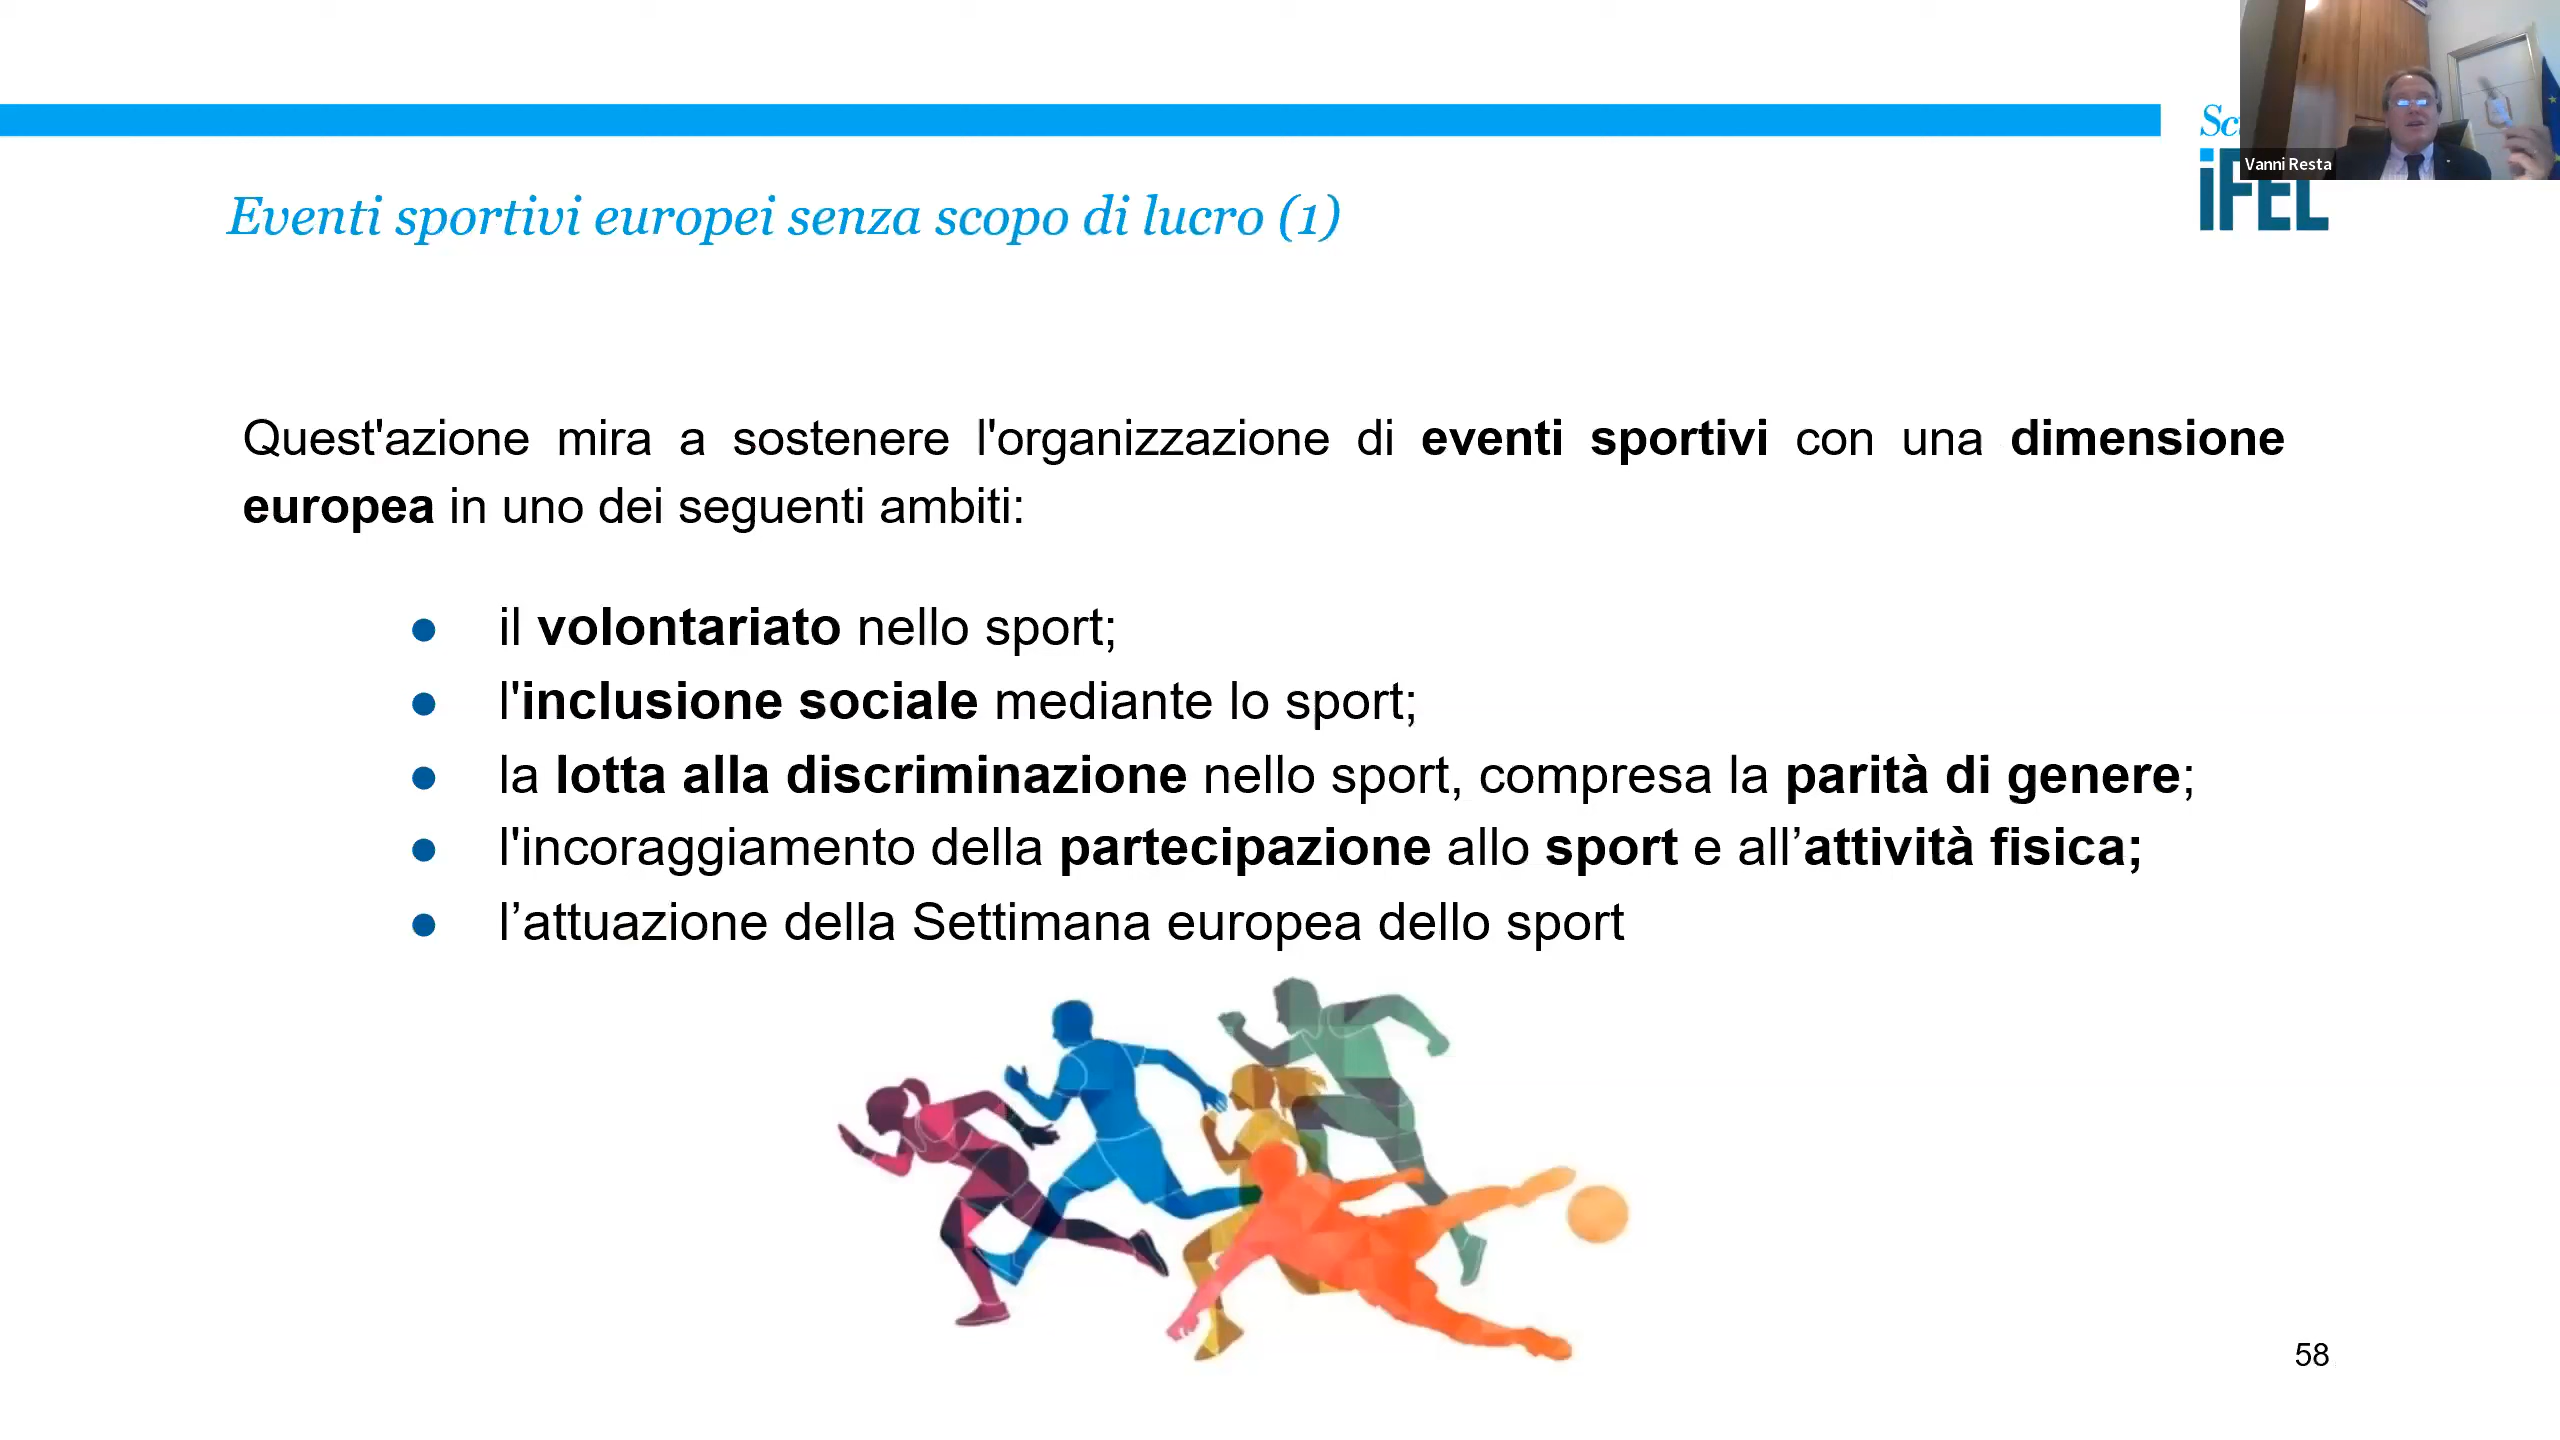 Vanni Resta
iFEL
Eventi sportivi europei senza scopo di lucro (1)
Quest'azione mira a sostenere l'organizzazione di eventi sportivi con una dimensione
europea in uno dei seguenti ambiti:
● il volontariato nello sport;
● l'inclusione sociale mediante lo sport;
● la lotta alla discriminazione nello sport, compresa la parità di genere;
● l'incoraggiamento della partecipazione allo sport e all’attività fisica;
● l’attuazione della Settimana europea dello sport
58